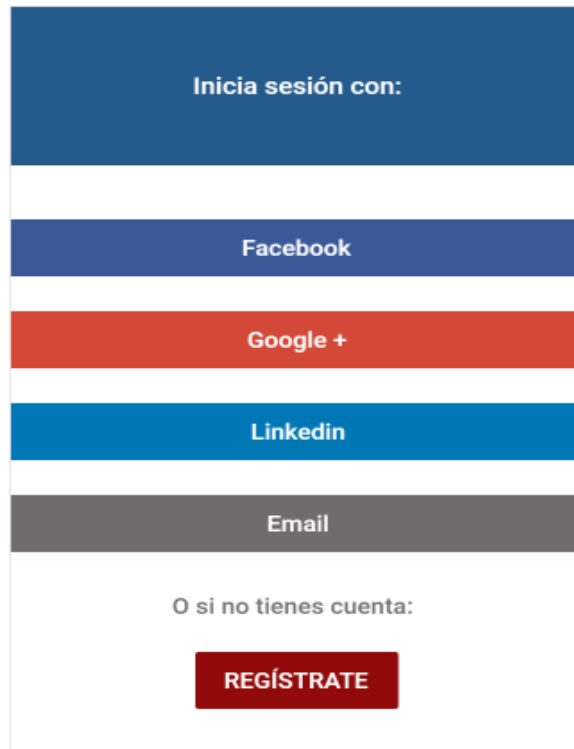 Inicia sesión con:
Facebook
Google +
Linkedin
Email
O si no tienes cuenta:
REGÍSTRATE